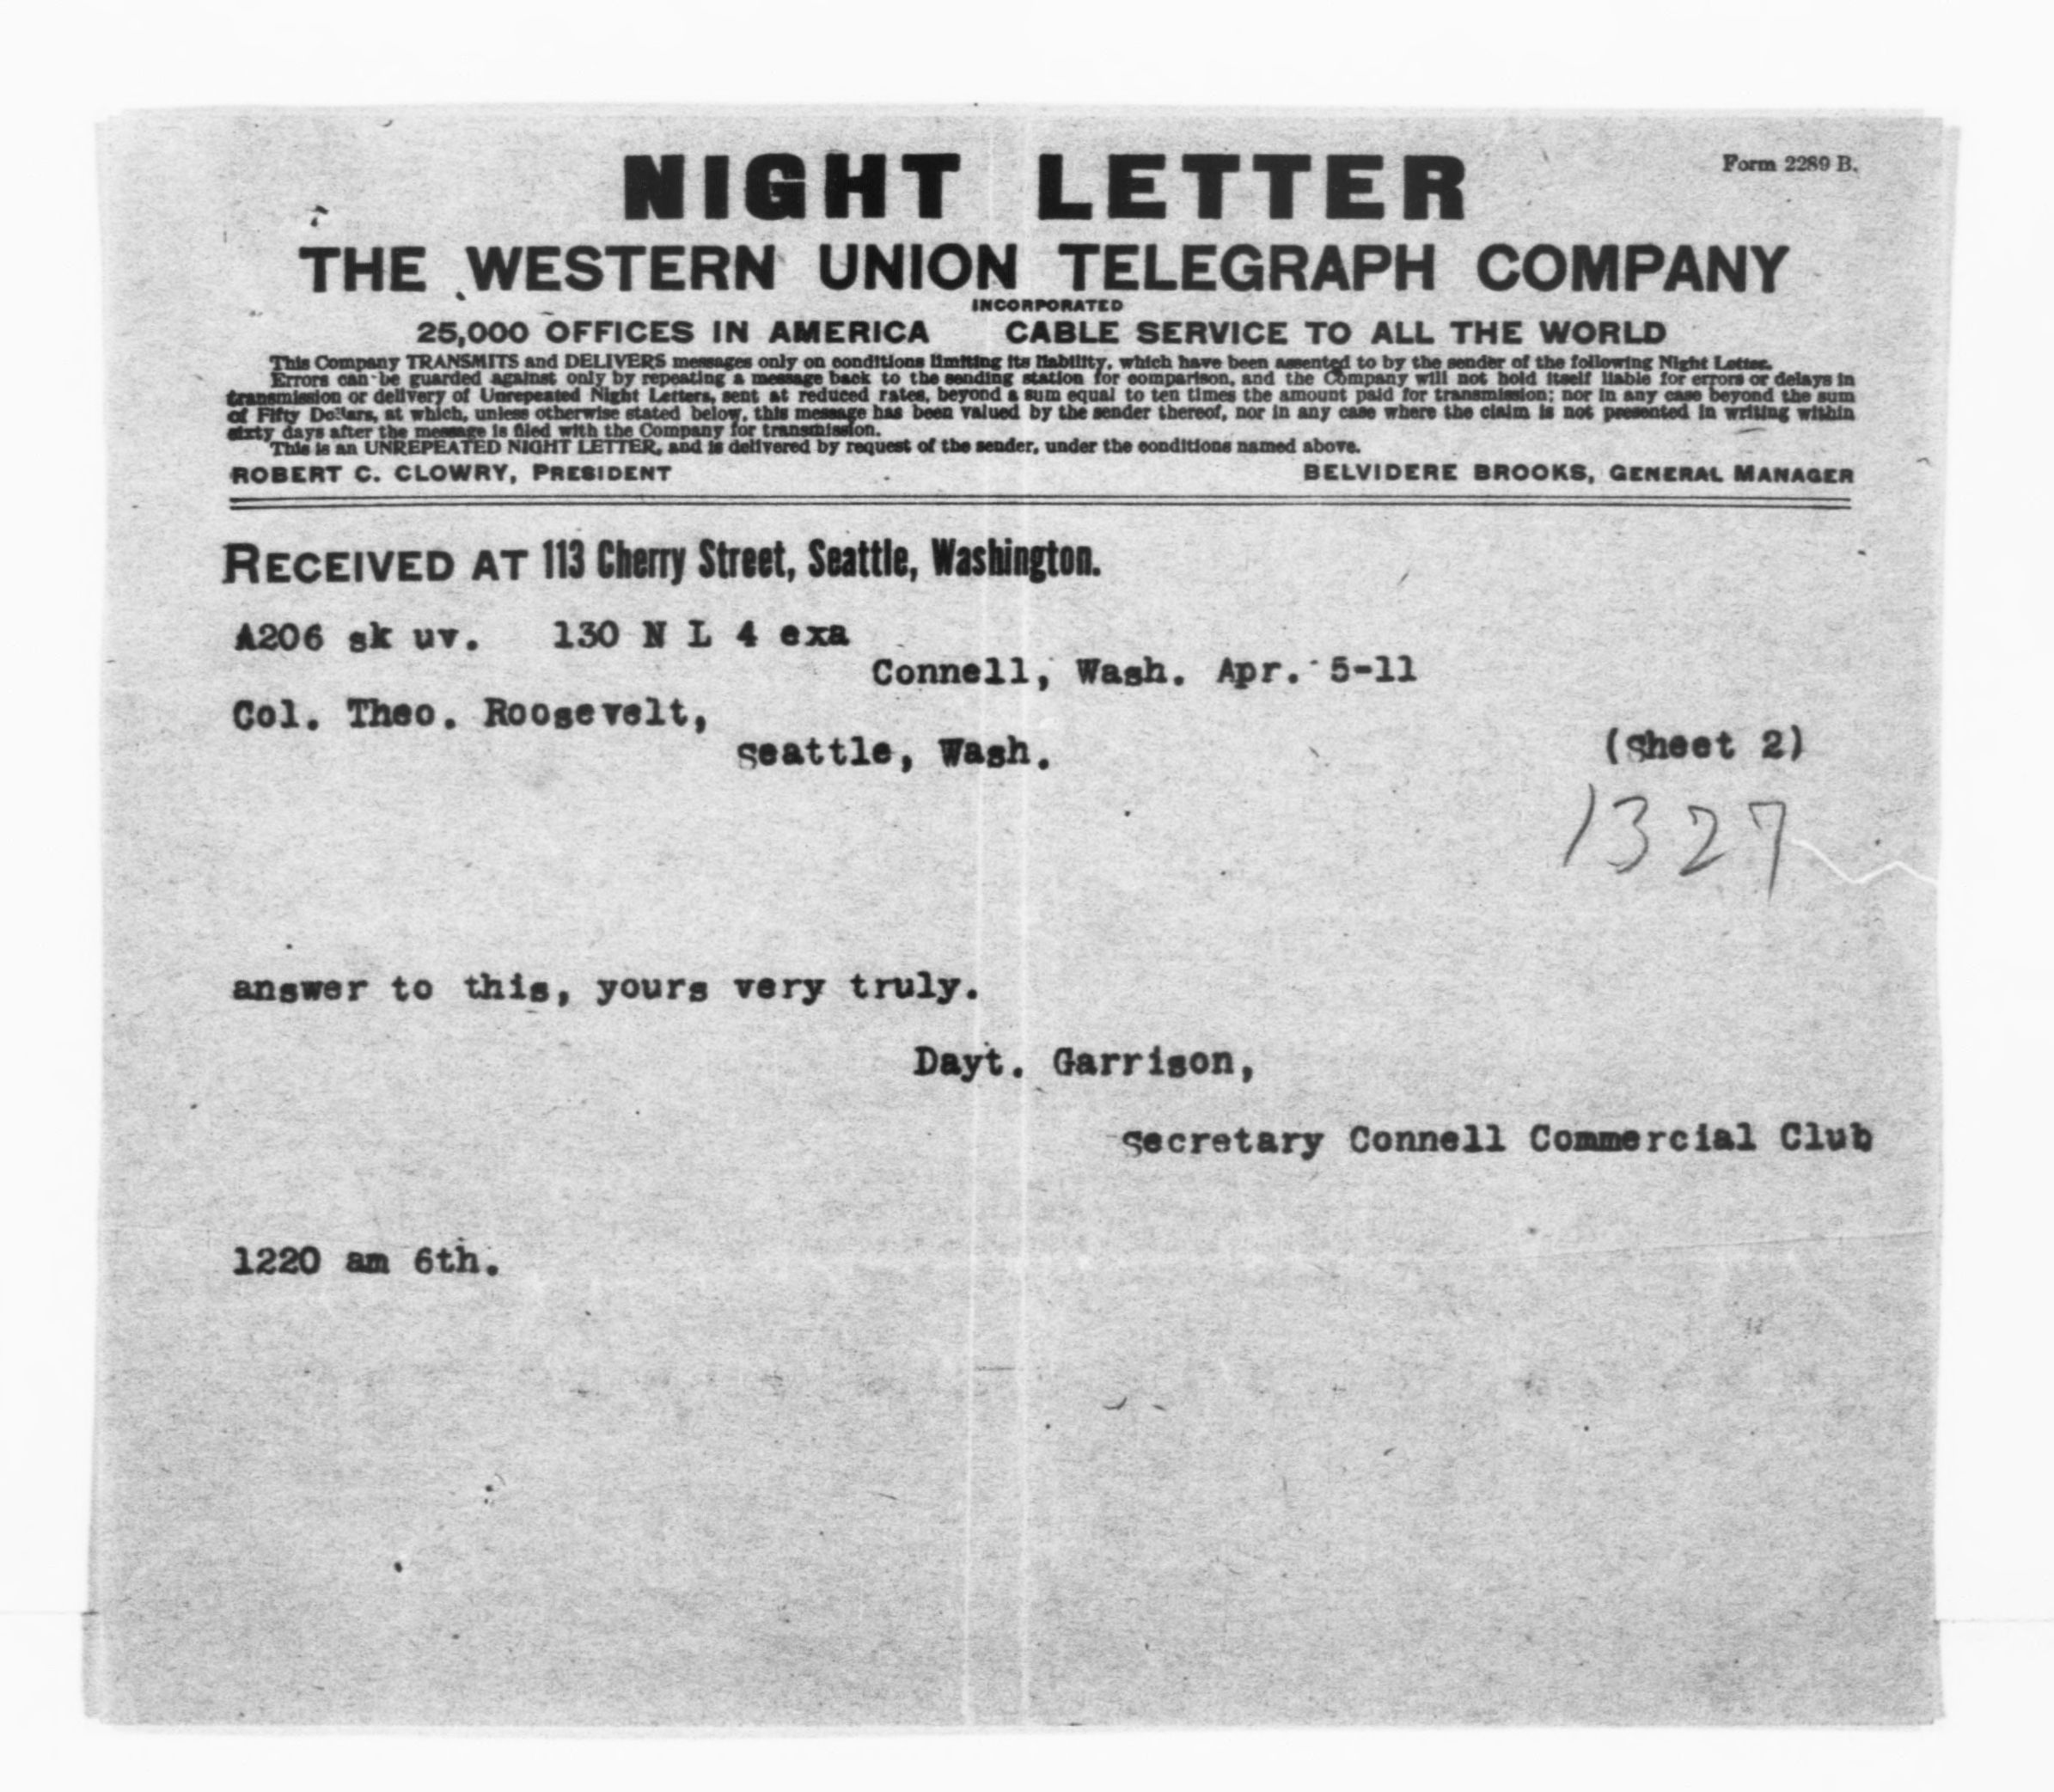 Form 2289 B.
NIGHT LETTER
THE WESTERN UNION TELEGRAPH COMPANY
INCORPORATED
25,000 OFFICES IN AMERICA CABLE SERVICE TO ALL THE WORLD
This Company TRANSMITS and DELIVERS messages only on conditions limiting its liability, which have been assented to by the sender of the following Night Letter.
Errors can be guarded against only by repeating a message back to the sending station for comparison, and the Company will not hold itself liable for errors or delays in
transmission or delivery of Unrepeated Night Letters, sent at reduced rates, beyond a sum equal to ten times the amount paid for transmission; nor in any case beyond the sum
of Fifty Dollars, at which, unless otherwise stated below, this message has been valued by the sender thereof, nor in any case where the claim is not presented in writing within
sixty days after the message is filed with the Company for transmission.
This is an UNREPEATED NIGHT LETTER, and is delivered by request of the sender, under the conditions named above.
ROBERT C. CLOWRY, PRESIDENT BELVIDERE BROOKS, GENERAL MANAGER
RECEIVED AT 113 Cherry Street, Seattle, Washington.
A206 sk uv. 130 N L 4 exa
Connell, Wash. Apr. 5-11
Col. Theo. Roosevelt,
Seattle, Wash.
(Sheet 2)
1327
answer to this, yours very truly.
Dayt. Garrison,
Secretary Connell Commercial Club
1220 am 6th.